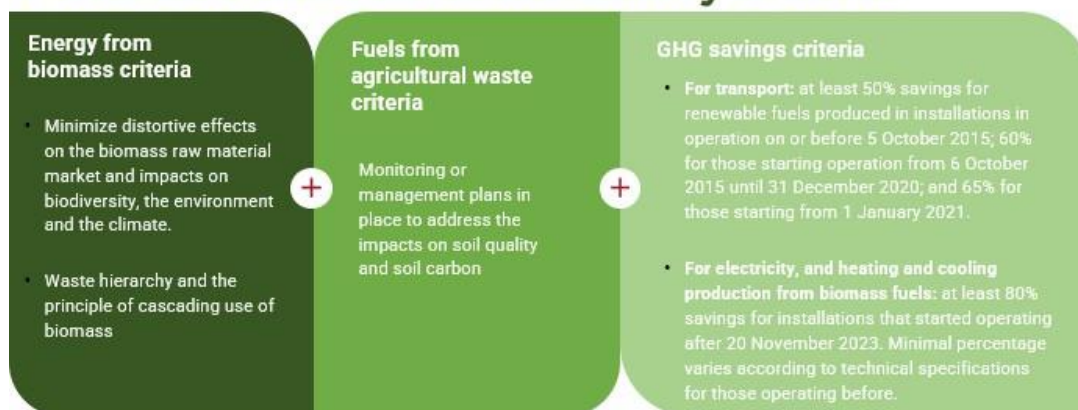 Energy from
biomass criteria
• Minimize distortive effects
on the biomass raw material
market and impacts on
biodiversity, the environment
and the climate.
• Waste hierarchy and the
principle of cascading use of
biomass
+
Fuels from
agricultural waste
criteria
Monitoring or
management plans in
place to address the
impacts on soil quality
and soil carbon
+
GHG savings criteria
• For transport: at least 50% savings for
renewable fuels produced in installations in
operation on or before 5 October 2015; 60%
for those starting operation from 6 October
2015 until 31 December 2020; and 65% for
those starting from 1 January 2021.
• For electricity, and heating and cooling
production from biomass fuels: at least 80%
savings for installations that started operating
after 20 November 2023. Minimal percentage
varies according to technical specifications
for those operating before.